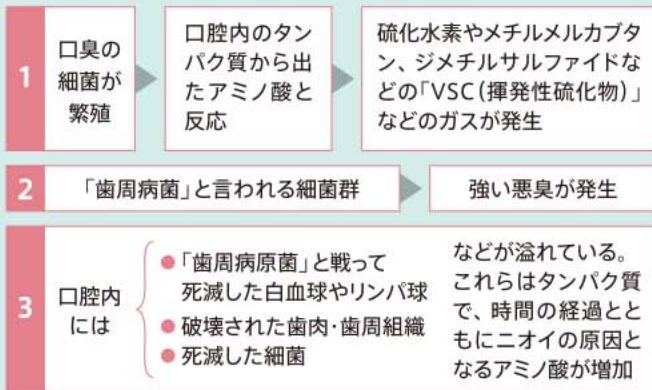 1
口臭の
細菌が
繁殖
口腔内のタン
パク質から出
たアミノ酸と
反応
硫化水素やメチルメルカブタ
ン、ジメチルサルファイドな
どの「VSC(揮発性硫化物)」
などのガスが発生
2
「歯周病菌」と言われる細菌群
強い悪臭が発生
3
口腔内
には
●「歯周病原菌」と戦って
死滅した白血球やリンパ球
●破壊された歯肉・歯周組織
●死滅した細菌
などが溢れている。
これらはタンパク質
で、時間の経過とと
もにニオイの原因と
なるアミノ酸が増加